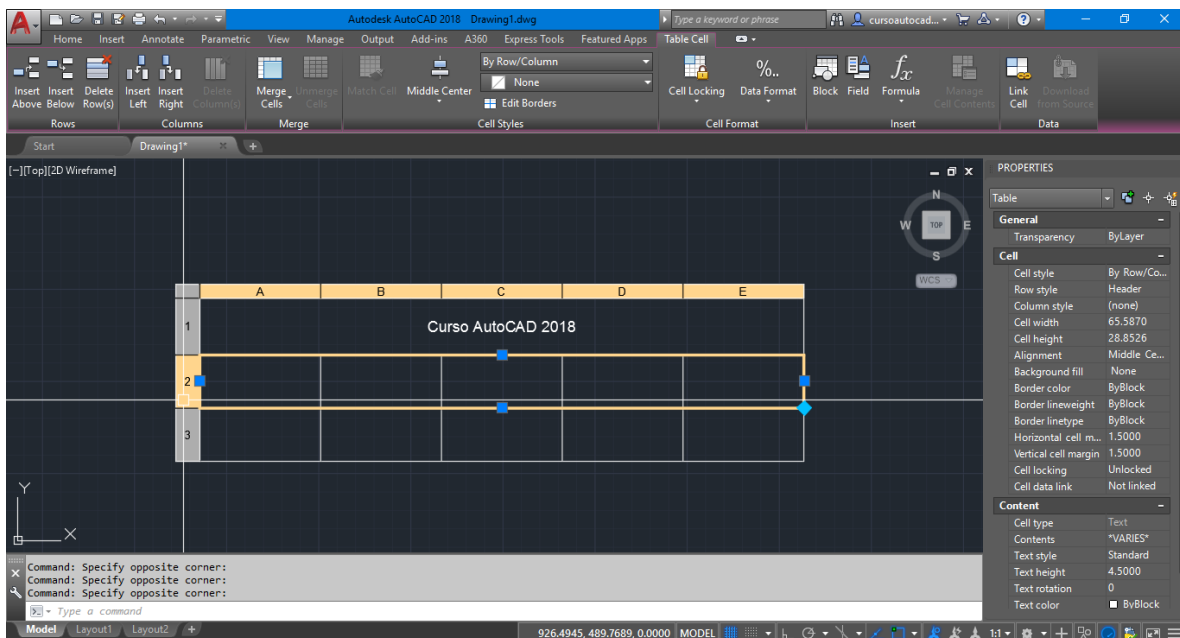 A Autodesk AutoCAD 2018 Drawing1.dwg Type a keyword or phrase cursoautocad...
Home Insert Annotate Parametric View Manage Output Add-ins A360 Express Tools Featured Apps Table Cell
By Row/Column
None
Edit Borders
Insert Above Insert Below Delete Row(s) Insert Left Insert Right Delete Column(s) Merge Cells Unmerge Cells Match Cell Middle Center Cell Locking %.. Data Format Block Field fx Formula Manage Cell Contents Link Cell Download from Source
Rows Columns Merge Cell Styles Cell Format Insert Data
Start Drawing1* +
[−][Top][2D Wireframe]
N
W TOP E
S
WCS
A B C D E
1 Curso AutoCAD 2018
2
3
Y
X
PROPERTIES
Table
General
Transparency ByLayer
Cell
Cell style By Row/Co...
Row style Header
Column style (none)
Cell width 65.5870
Cell height 28.8526
Alignment Middle Ce...
Background fill None
Border color ByBlock
Border lineweight ByBlock
Border linetype ByBlock
Horizontal cell m... 1.5000
Vertical cell margin 1.5000
Cell locking Unlocked
Cell data link Not linked
Content
Cell type Text
Contents *VARIES*
Text style Standard
Text height 4.5000
Text rotation 0
Text color ByBlock
Command: Specify opposite corner:
Command: Specify opposite corner:
Command: Specify opposite corner:
Type a command
Model Layout1 Layout2 + 926.4945, 489.7689, 0.0000 MODEL 1:1